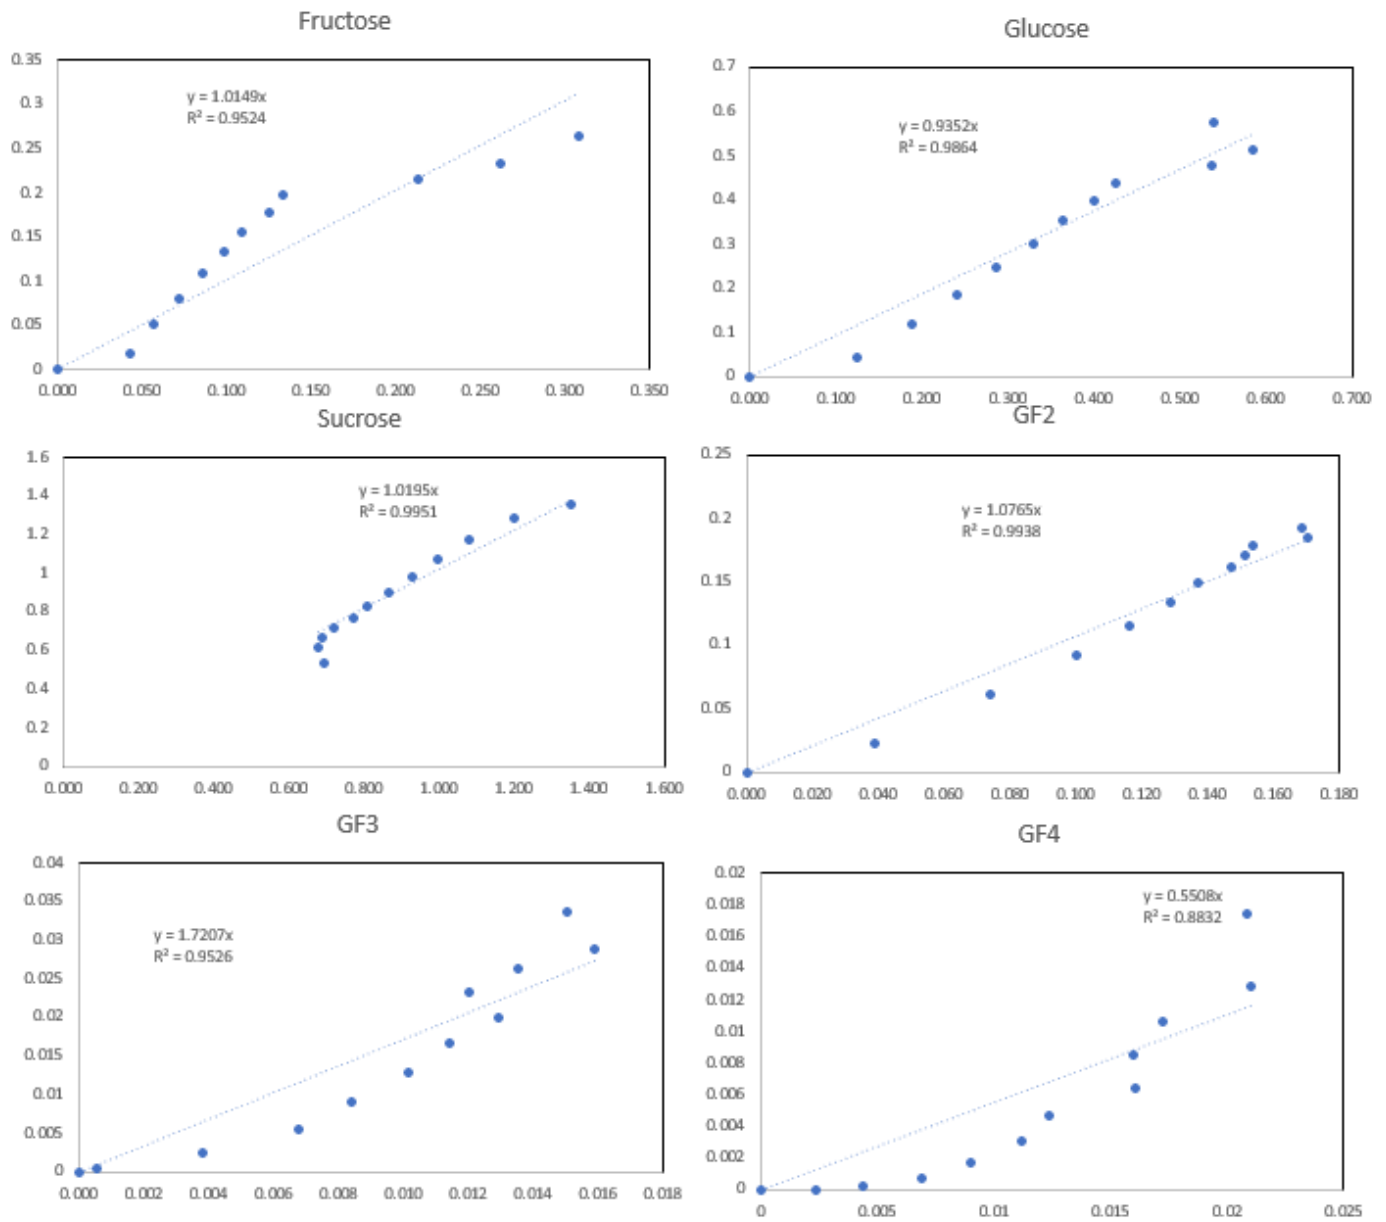 Fructose
0.35
0.3
0.25
0.2
0.15
0.1
0.05
0
y = 1.0149x
R² = 0.9524
0.000 0.050 0.100 0.150 0.200 0.250 0.300 0.350
Glucose
0.7
0.6
0.5
0.4
0.3
0.2
0.1
0
y = 0.9352x
R² = 0.9864
0.000 0.100 0.200 0.300 0.400 0.500 0.600 0.700
Sucrose
1.6
1.4
1.2
1
0.8
0.6
0.4
0.2
0
y = 1.0195x
R² = 0.9951
0.000 0.200 0.400 0.600 0.800 1.000 1.200 1.400 1.600
GF2
0.25
0.2
0.15
0.1
0.05
0
y = 1.0765x
R² = 0.9938
0.000 0.020 0.040 0.060 0.080 0.100 0.120 0.140 0.160 0.180
GF3
0.04
0.035
0.03
0.025
0.02
0.015
0.01
0.005
0
y = 1.7207x
R² = 0.9526
0.000 0.002 0.004 0.006 0.008 0.010 0.012 0.014 0.016 0.018
GF4
0.02
0.018
0.016
0.014
0.012
0.01
0.008
0.006
0.004
0.002
0
y = 0.5508x
R² = 0.8832
0 0.005 0.01 0.015 0.02 0.025